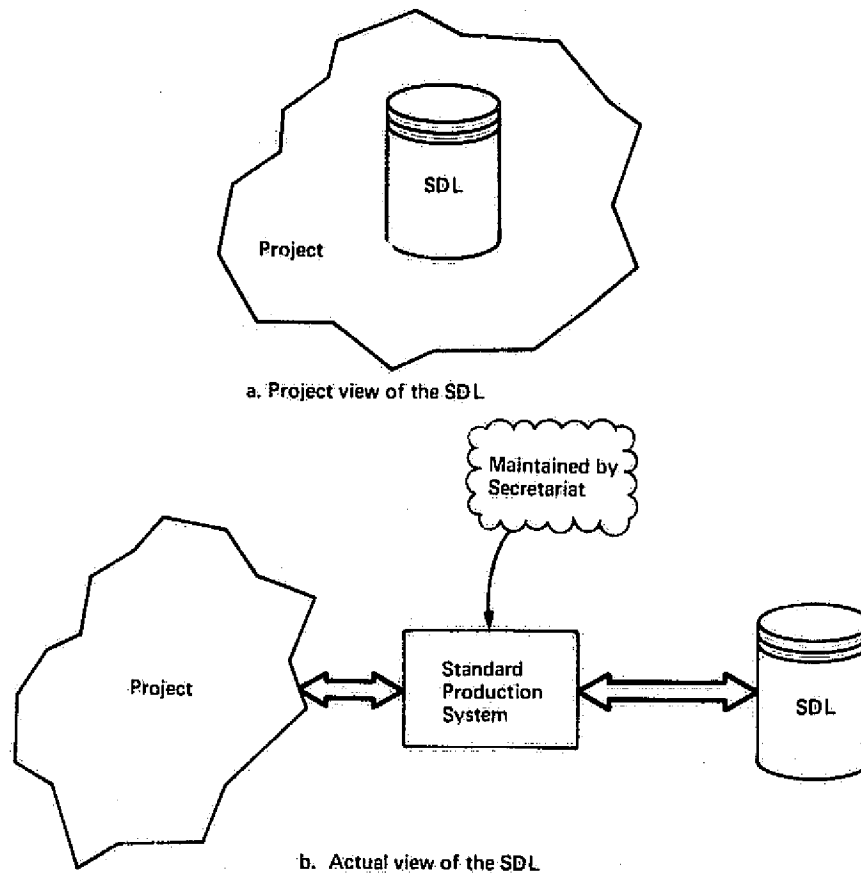 SDL
Project
a. Project view of the SDL
Maintained by
Secretariat
Project
Standard
Production
System
SDL
b. Actual view of the SDL